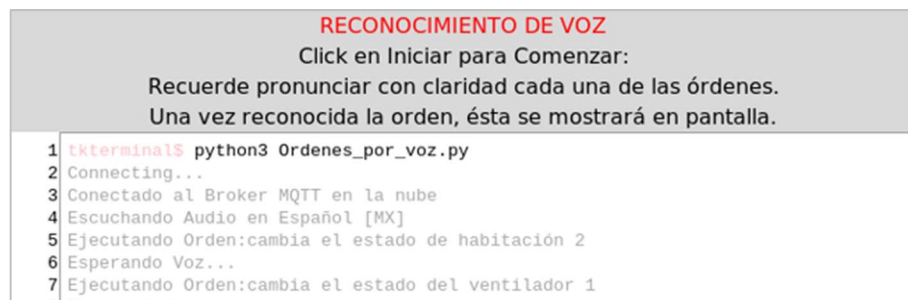 RECONOCIMIENTO DE VOZ
Click en Iniciar para Comenzar:
Recuerde pronunciar con claridad cada una de las órdenes.
Una vez reconocida la orden, ésta se mostrará en pantalla.
1 tkterminal$ python3 Ordenes_por_voz.py
2 Connecting...
3 Conectado al Broker MQTT en la nube
4 Escuchando Audio en Español [MX]
5 Ejecutando Orden:cambia el estado de habitación 2
6 Esperando Voz...
7 Ejecutando Orden:cambia el estado del ventilador 1